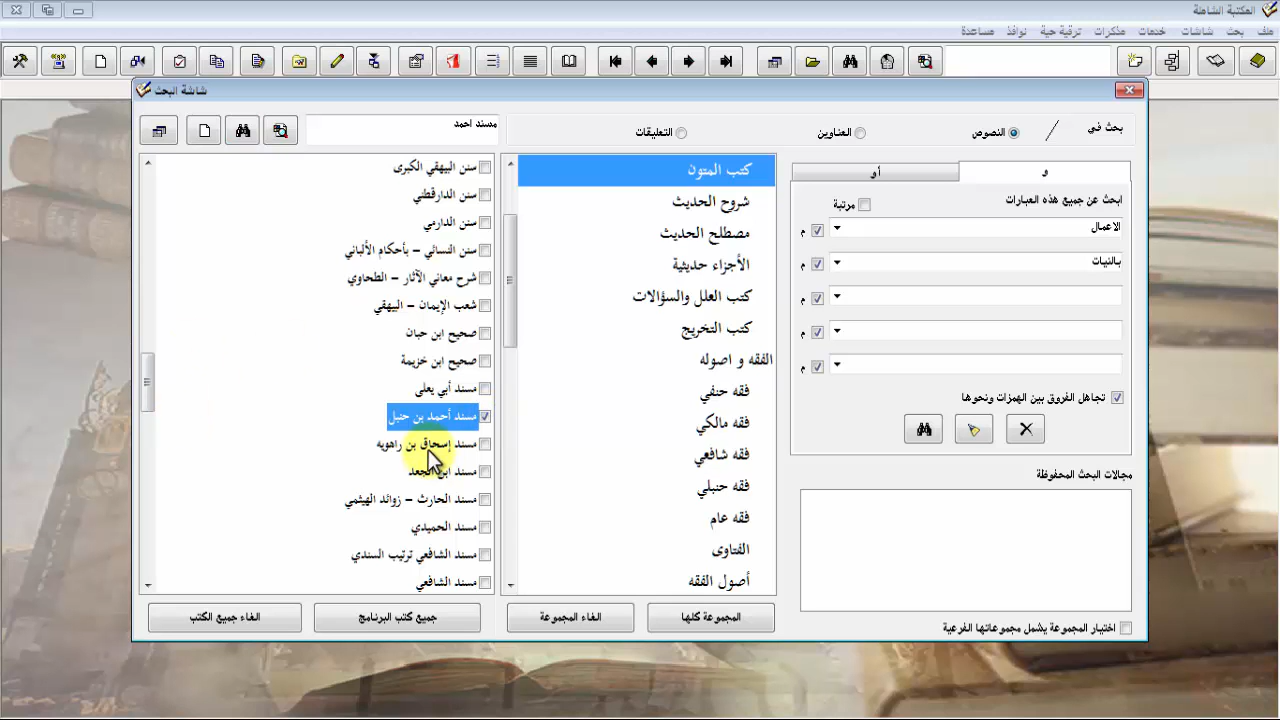 المكتبة الشاملة
ملف بحث شاشات خدمات مذكرات ترقية حية نوافذ مساعدة
شاشة البحث
بحث في
النصوص
العناوين
التعليقات
مسند احمد
و
أو
ابحث عن جميع هذه العبارات
مرتبة
الاعمال
م
بالنيات
م
م
م
م
تجاهل الفروق بين الهمزات ونحوها
مجالات البحث المحفوظة
اختيار المجموعة يشمل مجموعاتها الفرعية
كتب المتون
شروح الحديث
مصطلح الحديث
الأجزاء حديثية
كتب العلل والسؤالات
كتب التخريج
الفقه و اصوله
فقه حنفي
فقه مالكي
فقه شافعي
فقه حنبلي
فقه عام
الفتاوى
أصول الفقه
المجموعة كلها
الغاء المجموعة
سنن البيهقي الكبرى
سنن الدارقطني
سنن الدارمي
سنن النسائي - بأحكام الألباني
شرح معاني الآثار - الطحاوي
شعب الإيمان - البيهقي
صحيح ابن حبان
صحيح ابن خزيمة
مسند أبي يعلى
مسند أحمد بن حنبل
مسند إسحاق بن راهويه
مسند ابن الجعد
مسند الحارث - زوائد الهيثمي
مسند الحميدي
مسند الشافعي ترتيب السندي
مسند الشافعي
جميع كتب البرنامج
الغاء جميع الكتب